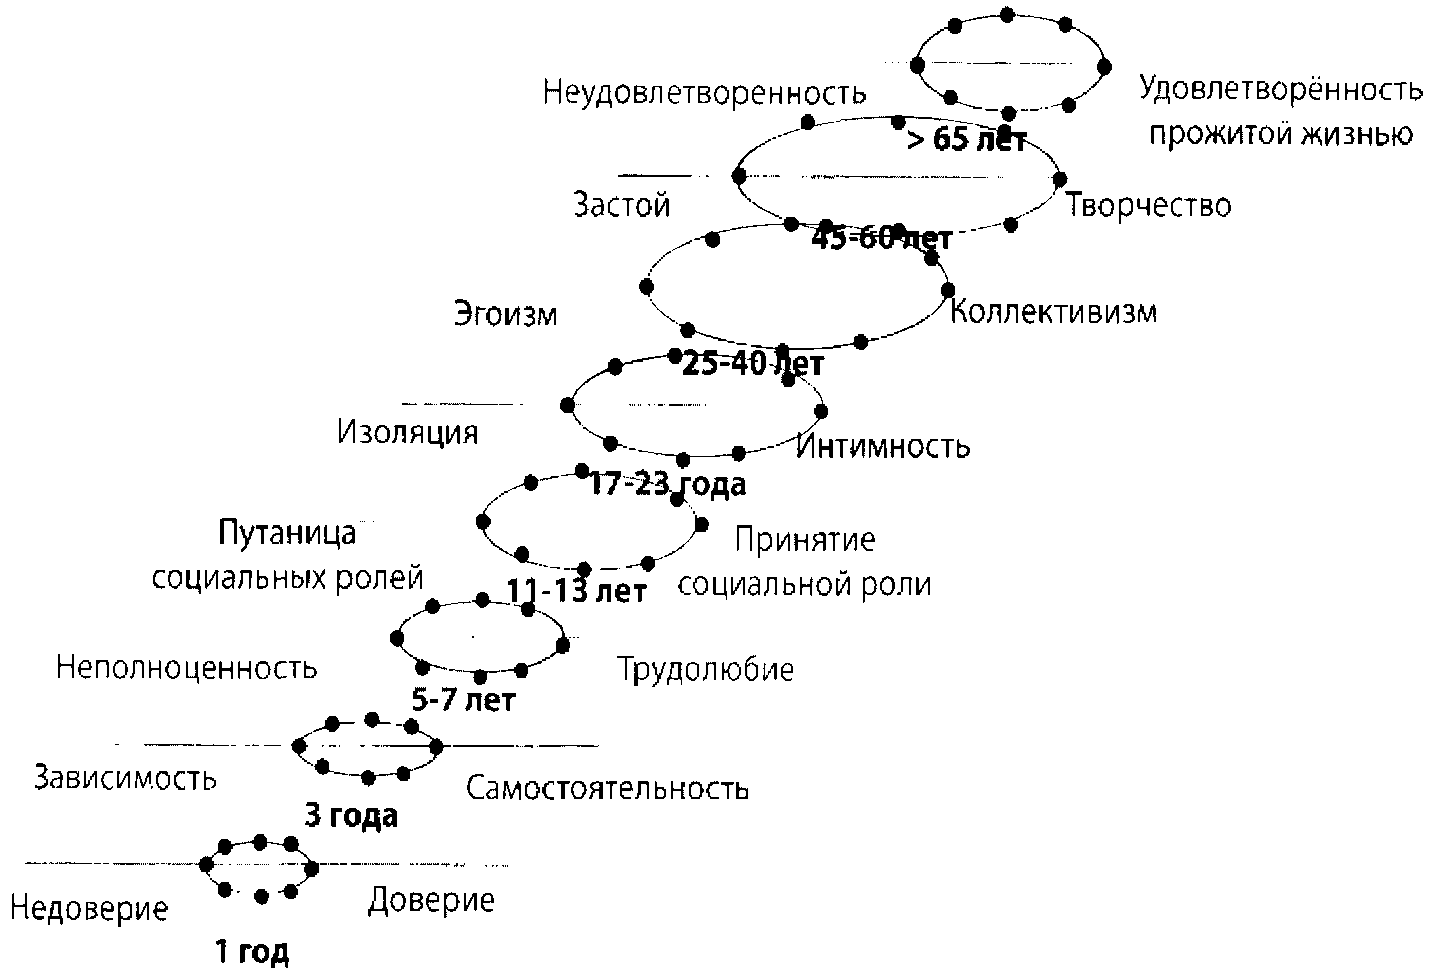 Неудовлетворенность
Удовлетворённость
прожитой жизнью
> 65 лет
Застой
Творчество
45-60 лет
Эгоизм
Коллективизм
25-40 лет
Изоляция
Интимность
17-23 года
Путаница
социальных ролей
Принятие
социальной роли
11-13 лет
Неполноценность
Трудолюбие
5-7 лет
Зависимость
Самостоятельность
3 года
Недоверие
Доверие
1 год